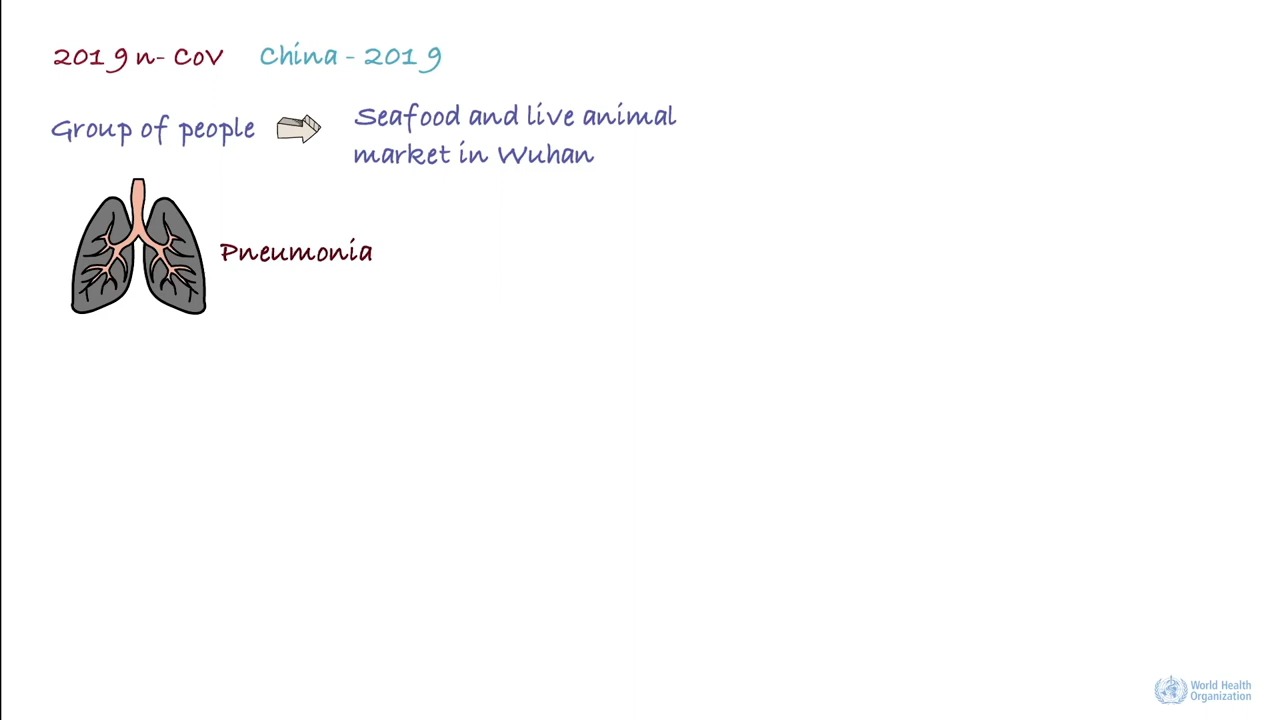 2019 n- CoV China - 2019
Group of people
Seafood and live animal
market in Wuhan
Pneumonia
World Health
Organization